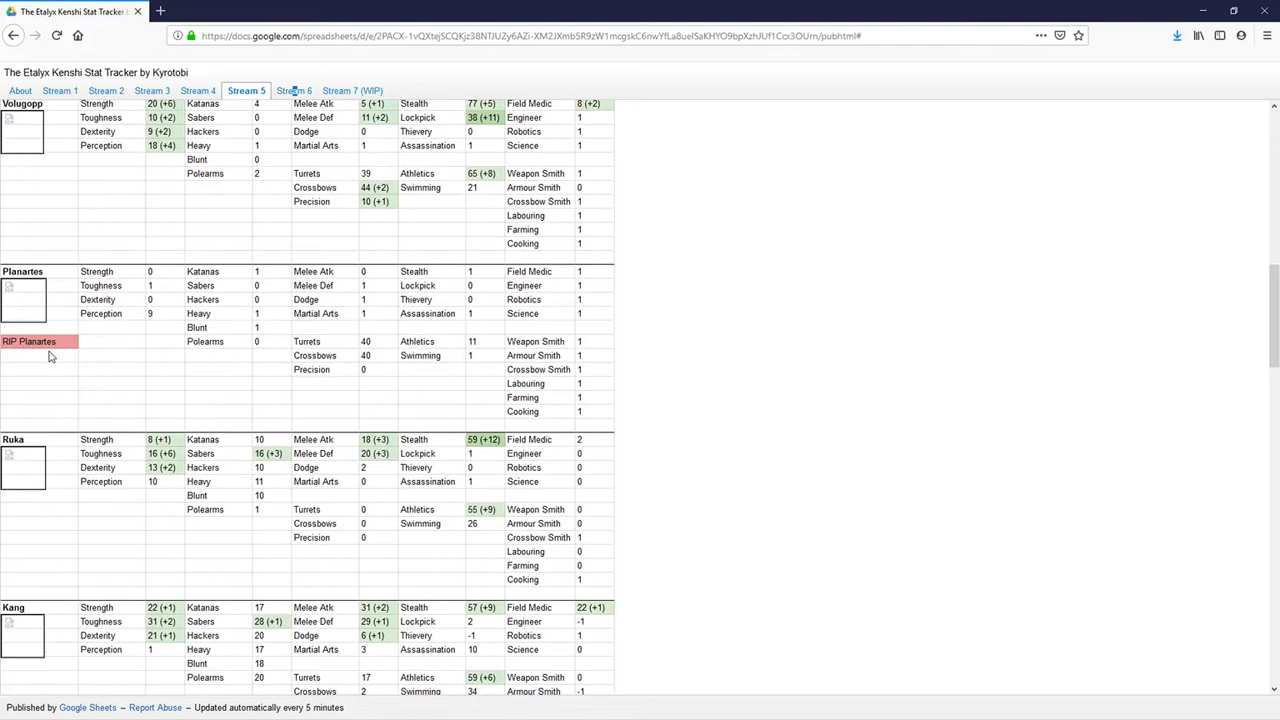 The Etalyx Kenshi Stat Tracker b
https://docs.google.com/spreadsheets/d/e/2PACX-1vQXtejSCQKjz38NTJUZy6AZi-XM2JXmb5R9zW1mcgskC6nwYfLa8uelSaKHYO9bpXzhJUf1Ccx3OUrn/pubhtml#
The Etalyx Kenshi Stat Tracker by Kyrotobi
About Stream 1 Stream 2 Stream 3 Stream 4 Stream 5 Stream 6 Stream 7 (WIP)
Volugopp Strength 20 (+6) Katanas 4 Melee Atk 5 (+1) Stealth 77 (+5) Field Medic 8 (+2)
Toughness 10 (+2) Sabers 0 Melee Def 11 (+2) Lockpick 38 (+11) Engineer 1
Dexterity 9 (+2) Hackers 0 Dodge 0 Thievery 0 Robotics 1
Perception 18 (+4) Heavy 1 Martial Arts 1 Assassination 1 Science 1
Blunt 0
Polearms 2 Turrets 39 Athletics 65 (+8) Weapon Smith 1
Crossbows 44 (+2) Swimming 21 Armour Smith 0
Precision 10 (+1) Crossbow Smith 1
Labouring 1
Farming 1
Cooking 1
Planartes Strength 0 Katanas 1 Melee Atk 0 Stealth 1 Field Medic 1
Toughness 1 Sabers 0 Melee Def 1 Lockpick 0 Engineer 1
Dexterity 0 Hackers 0 Dodge 1 Thievery 0 Robotics 1
Perception 9 Heavy 1 Martial Arts 1 Assassination 1 Science 1
Blunt 1
RIP Planartes Polearms 0 Turrets 40 Athletics 11 Weapon Smith 1
Crossbows 40 Swimming 1 Armour Smith 1
Precision 0 Crossbow Smith 1
Labouring 1
Farming 1
Cooking 1
Ruka Strength 8 (+1) Katanas 10 Melee Atk 18 (+3) Stealth 59 (+12) Field Medic 2
Toughness 16 (+6) Sabers 16 (+3) Melee Def 20 (+3) Lockpick 1 Engineer 0
Dexterity 13 (+2) Hackers 10 Dodge 2 Thievery 0 Robotics 0
Perception 10 Heavy 11 Martial Arts 0 Assassination 1 Science 0
Blunt 10
Polearms 1 Turrets 0 Athletics 55 (+9) Weapon Smith 0
Crossbows 0 Swimming 26 Armour Smith 0
Precision 0 Crossbow Smith 1
Labouring 0
Farming 0
Cooking 1
Kang Strength 22 (+1) Katanas 17 Melee Atk 31 (+2) Stealth 57 (+9) Field Medic 22 (+1)
Toughness 31 (+2) Sabers 28 (+1) Melee Def 29 (+1) Lockpick 2 Engineer -1
Dexterity 21 (+1) Hackers 20 Dodge 6 (+1) Thievery -1 Robotics 1
Perception 1 Heavy 17 Martial Arts 3 Assassination 10 Science 0
Blunt 18
Polearms 20 Turrets 17 Athletics 59 (+6) Weapon Smith 0
Crossbows 2 Swimming 34 Armour Smith -1
Published by Google Sheets – Report Abuse – Updated automatically every 5 minutes